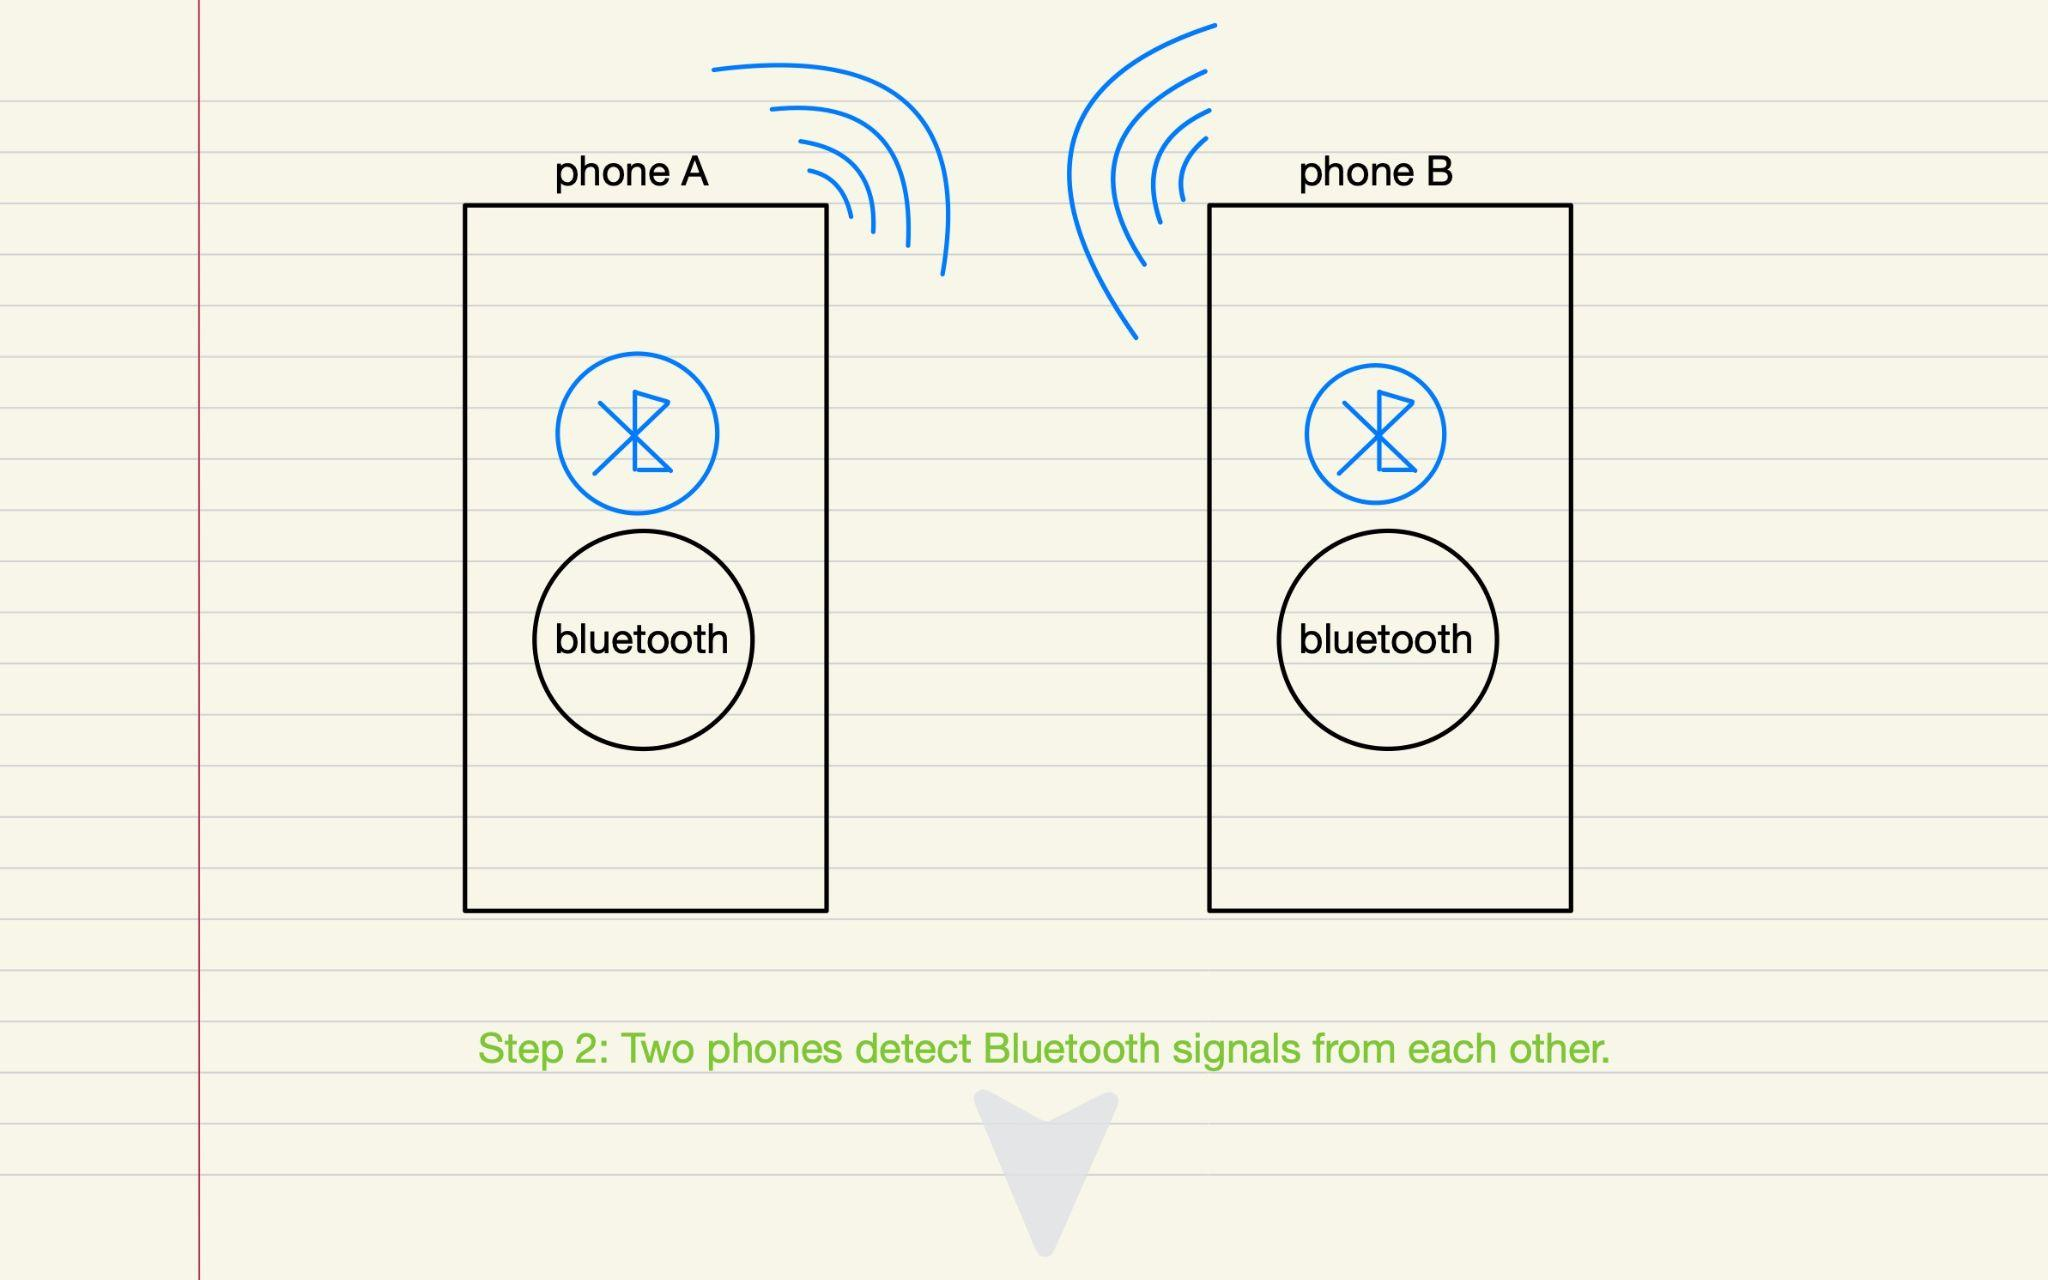 phone A
phone B
bluetooth
bluetooth
Step 2: Two phones detect Bluetooth signals from each other.